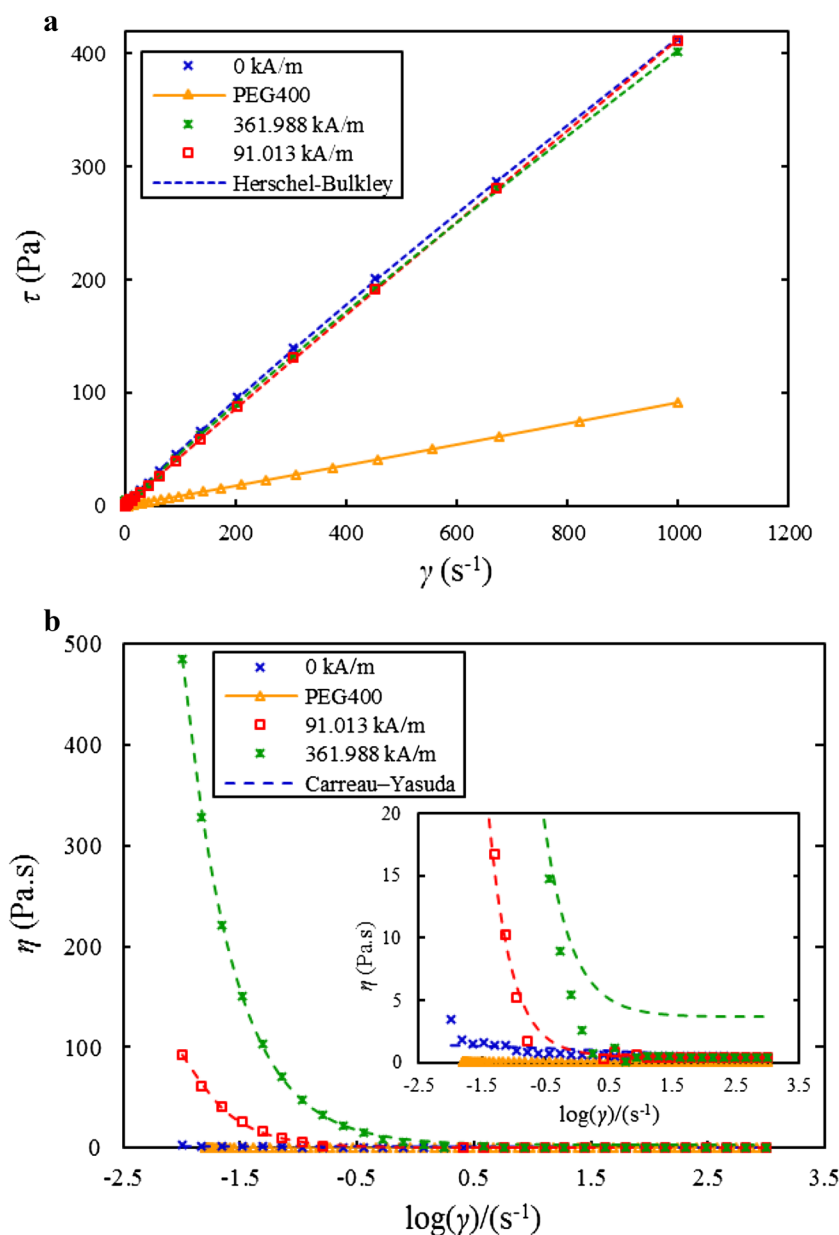 a
400
300
200
100
0
τ (Pa)
0 kA/m
PEG400
361.988 kA/m
91.013 kA/m
Herschel-Bulkley
0 200 400 600 800 1000 1200
γ (s⁻¹)
b
500
400
300
200
100
0
η (Pa.s)
0 kA/m
PEG400
91.013 kA/m
361.988 kA/m
Carreau–Yasuda
20
15
10
5
0
η (Pa.s)
-2.5 -1.5 -0.5 0.5 1.5 2.5 3.5
log(γ)/(s⁻¹)
-2.5 -1.5 -0.5 0.5 1.5 2.5 3.5
log(γ)/(s⁻¹)